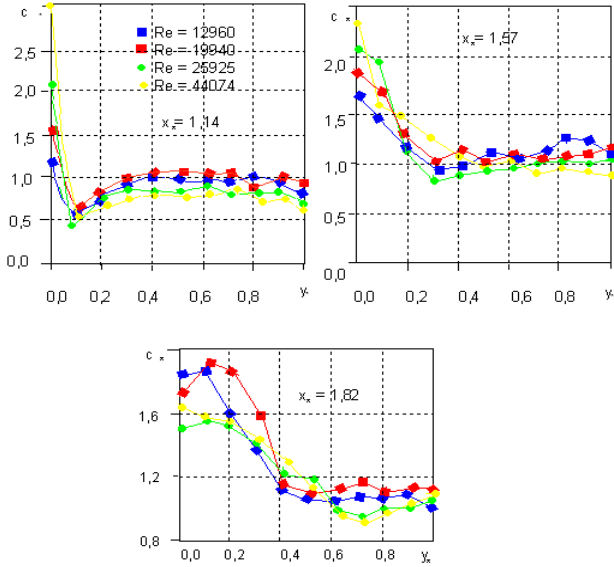 c *
Re = 12960
Re = 19940
Re = 25925
Re = 44074
x* = 1,14
2,5
2,0
1,5
1,0
0,5
0,0
0,0 0,2 0,4 0,6 0,8 y*
c *
x* = 1,57
2,0
1,5
1,0
0,5
0,0
0,0 0,2 0,4 0,6 0,8 y*
c *
x* = 1,82
1,6
1,2
0,8
0,0 0,2 0,4 0,6 0,8 y*